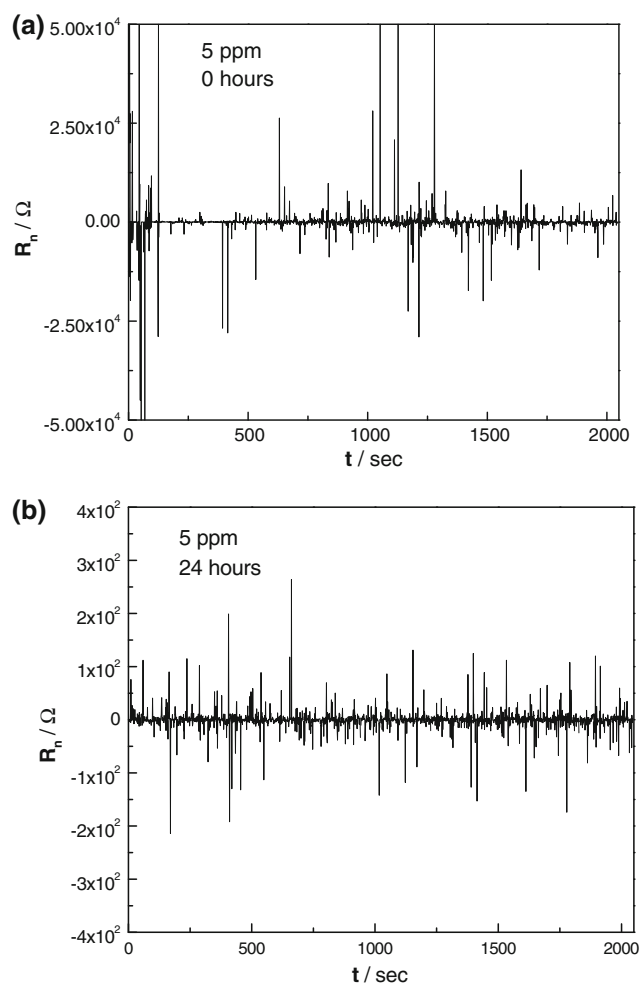 (a)
5.00x10⁴
5 ppm
0 hours
2.50x10⁴
0.00
Rₙ / Ω
-2.50x10⁴
-5.00x10⁴
0 500 1000 1500 2000
t / sec
(b)
4x10²
5 ppm
24 hours
3x10²
2x10²
1x10²
0
Rₙ / Ω
-1x10²
-2x10²
-3x10²
-4x10²
0 500 1000 1500 2000
t / sec